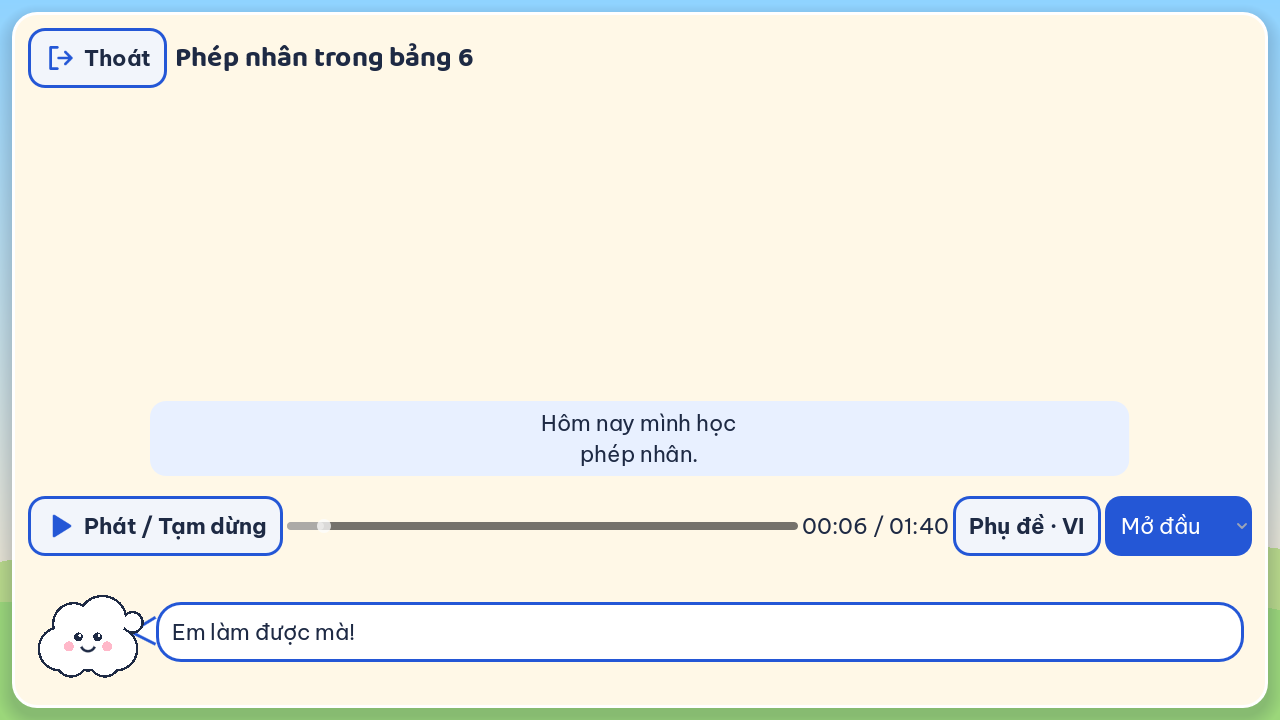 Thoát
Phép nhân trong bảng 6
Hôm nay mình học
phép nhân.
Phát / Tạm dừng
00:06 / 01:40
Phụ đề · VI
Mở đầu
Em làm được mà!